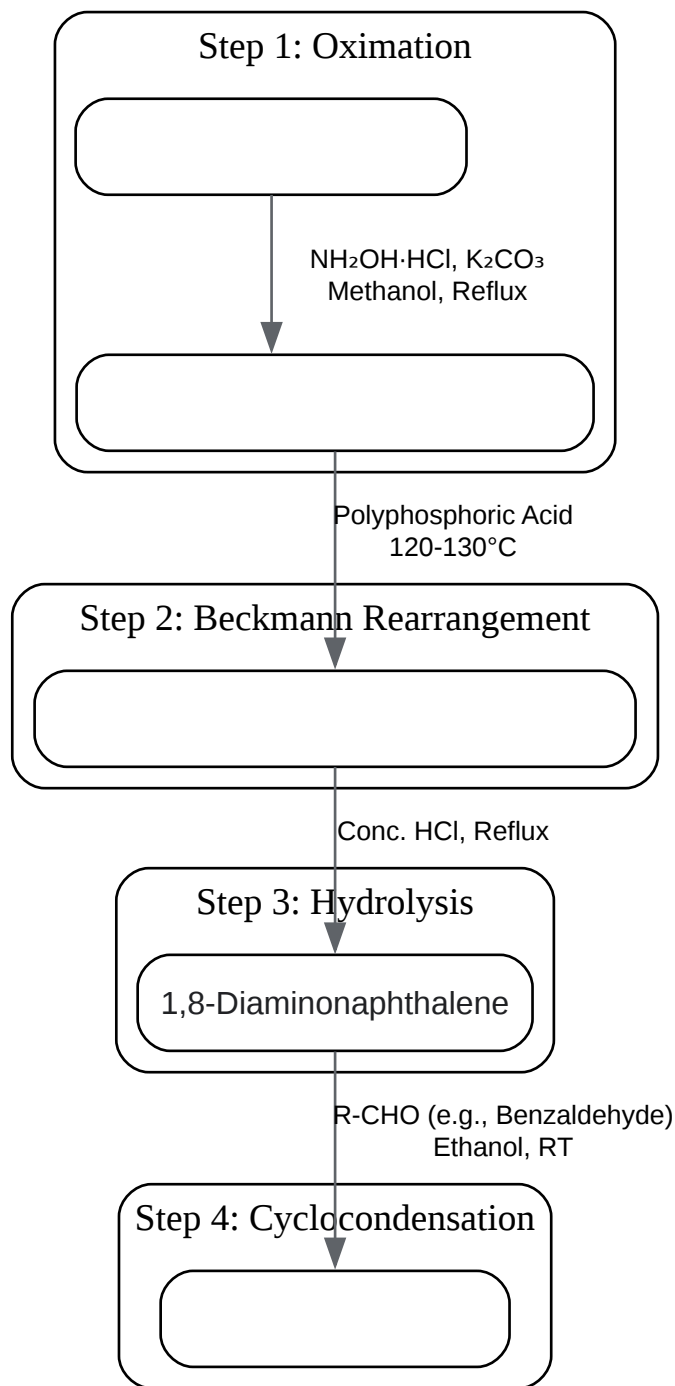 Step 1: Oximation
NH₂OH·HCl, K₂CO₃
Methanol, Reflux
Polyphosphoric Acid
120-130°C
Step 2: Beckmann Rearrangement
Conc. HCl, Reflux
Step 3: Hydrolysis
1,8-Diaminonaphthalene
R-CHO (e.g., Benzaldehyde)
Ethanol, RT
Step 4: Cyclocondensation